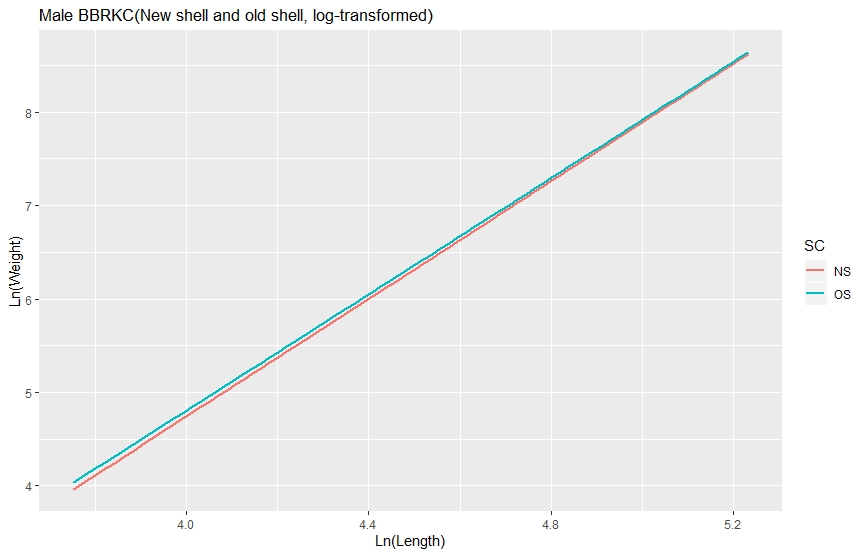 Male BBRKC(New shell and old shell, log-transformed)
Ln(Weight)
8
7
6
5
4
4.0
4.4
4.8
5.2
Ln(Length)
SC
NS
OS